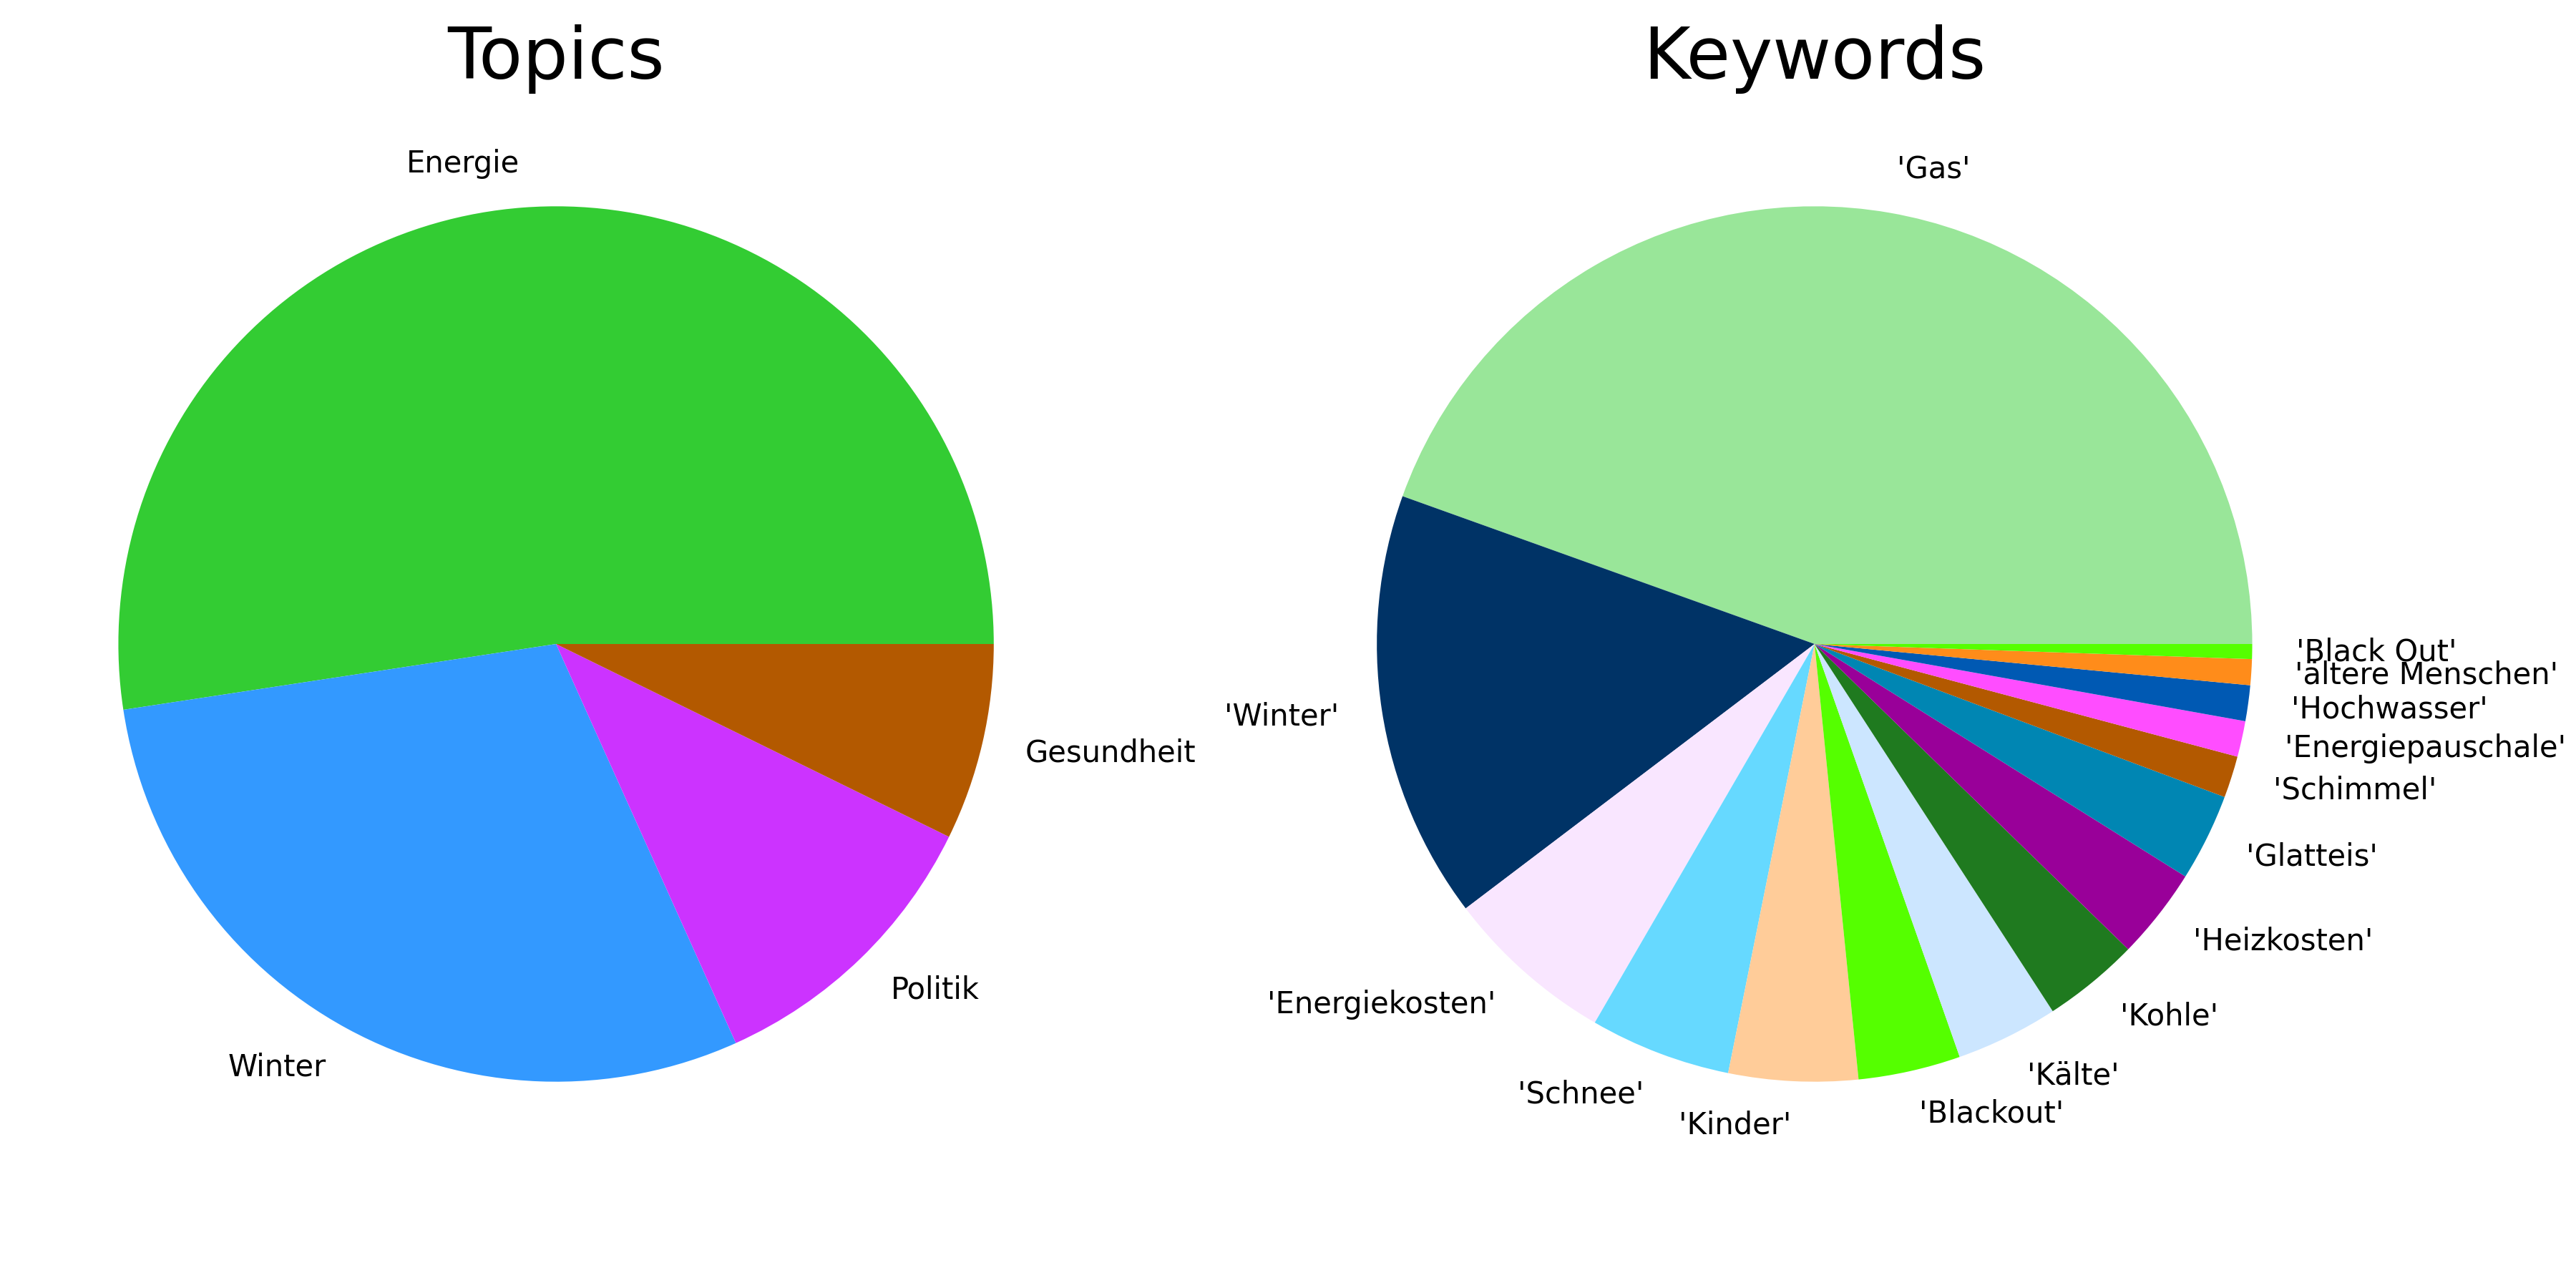 Topics
Energie
Winter
Politik
Gesundheit
Keywords
'Gas'
'Winter'
'Energiekosten'
'Schnee'
'Kinder'
'Blackout'
'Kälte'
'Kohle'
'Heizkosten'
'Glatteis'
'Schimmel'
'Energiepauschale'
'Hochwasser'
'ältere Menschen'
'Black Out'